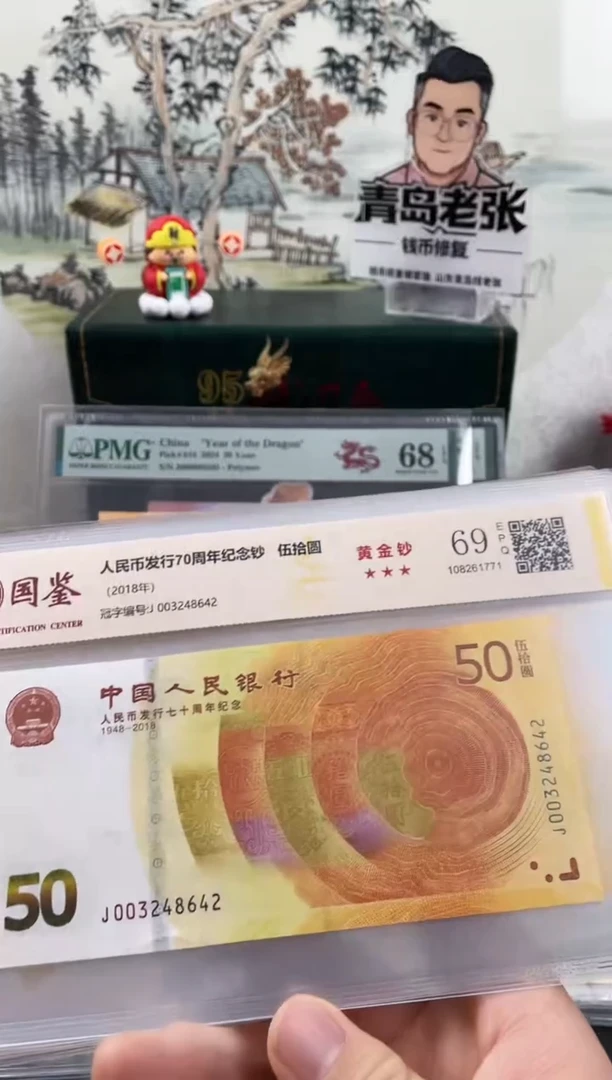 青岛老张
钱币修复
95
PMG China "Year of the Dragon"
68
国鉴
TIFICATION CENTER
人民币发行70周年纪念钞 伍拾圆
(2018年)
冠字编号:J 003248642
黄金钞
★★★
69 EPQ
108261771
中国人民银行
人民币发行七十周年纪念
1948-2018
50 伍拾圆
J003248642
50
J003248642